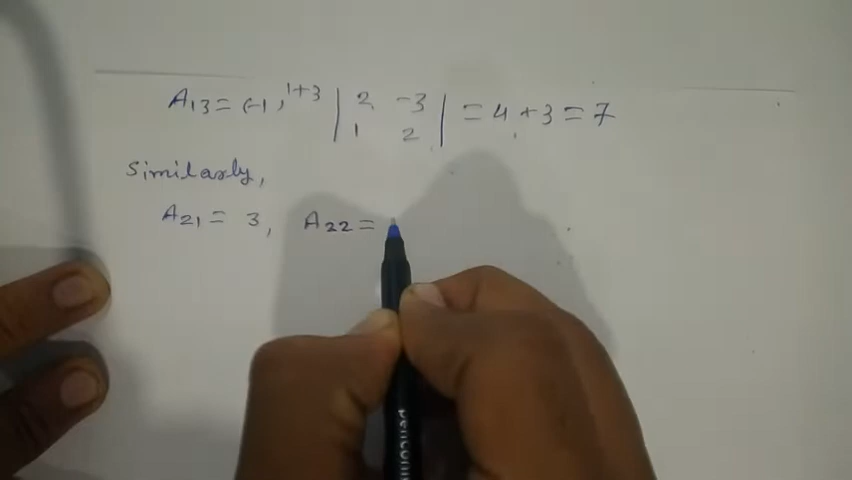 A13 = (-1)^1+3 | 2 -3 | = 4 + 3 = 7
| 1 2 |
Similarly,
A21 = 3, A22 =